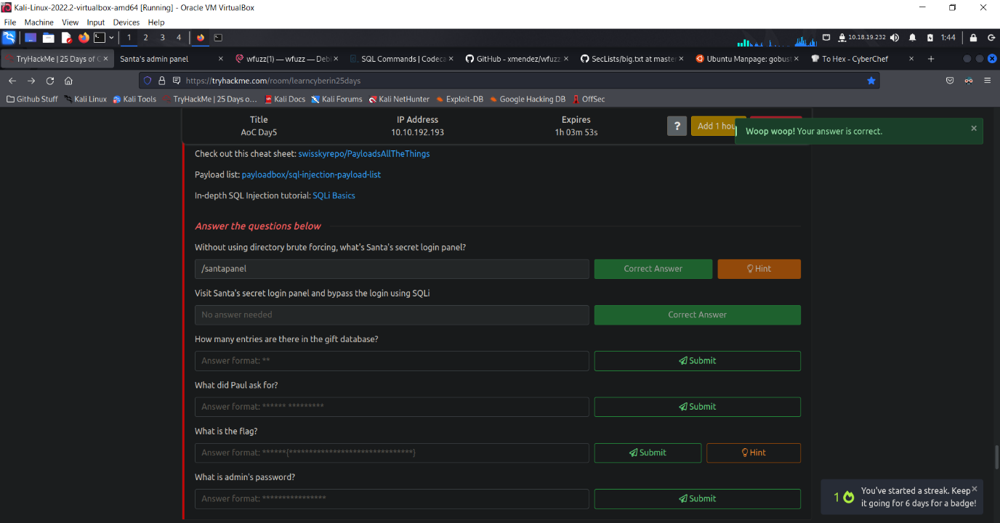 Kali-Linux-2022.2-virtualbox-amd64 [Running] - Oracle VM VirtualBox
File Machine View Input Devices Help
1 2 3 4 10.18.19.232 1:44
TryHackMe | 25 Days of C Santa's admin panel wfuzz(1) — wfuzz — Debi SQL Commands | Codeca GitHub - xmendez/wfuzz SecLists/big.txt at master Ubuntu Manpage: gobust To Hex - CyberChef
https://tryhackme.com/room/learncyberin25days
Github Stuff Kali Linux Kali Tools TryHackMe | 25 Days o... Kali Docs Kali Forums Kali NetHunter Exploit-DB Google Hacking DB OffSec
Title IP Address Expires
AoC Day5 10.10.192.193 1h 03m 53s ? Add 1 hou
Woop woop! Your answer is correct.
Check out this cheat sheet: swisskyrepo/PayloadsAllTheThings
Payload list: payloadbox/sql-injection-payload-list
In-depth SQL Injection tutorial: SQLi Basics
Answer the questions below
Without using directory brute forcing, what's Santa's secret login panel?
/santapanel Correct Answer Hint
Visit Santa's secret login panel and bypass the login using SQLi
No answer needed Correct Answer
How many entries are there in the gift database?
Answer format: ** Submit
What did Paul ask for?
Answer format: ****** ********* Submit
What is the flag?
Answer format: ******{*******************************} Submit Hint
What is admin's password?
Answer format: **************** Submit
1 You've started a streak. Keep
it going for 6 days for a badge!